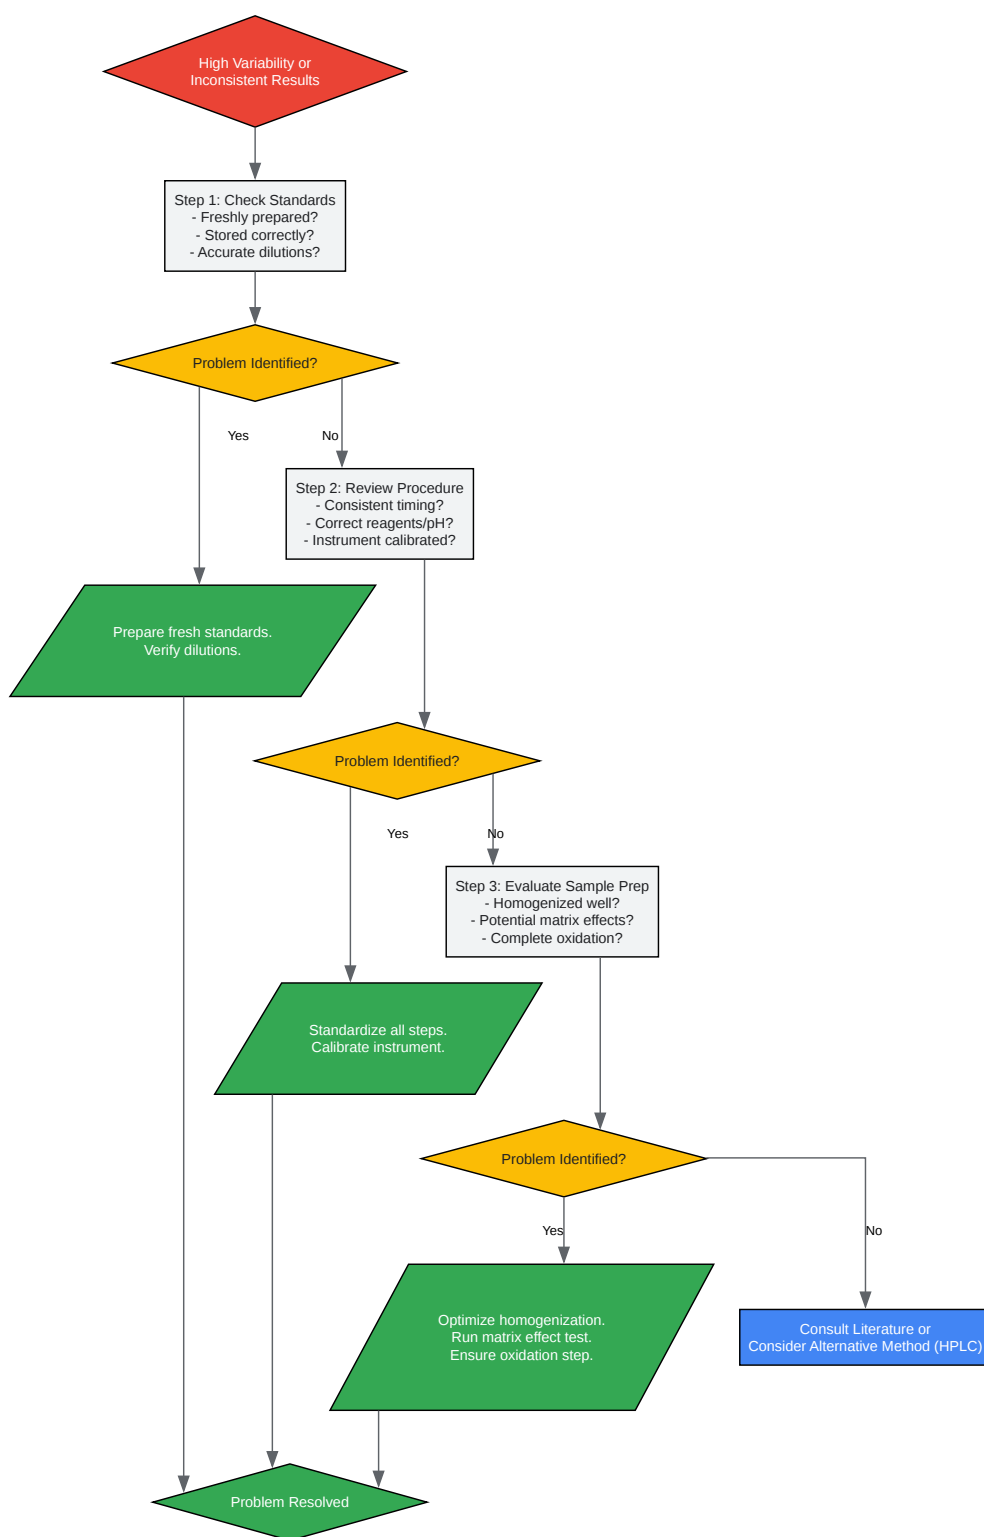 High Variability or
Inconsistent Results
Step 1: Check Standards
- Freshly prepared?
- Stored correctly?
- Accurate dilutions?
Problem Identified?
Yes
No
Step 2: Review Procedure
- Consistent timing?
- Correct reagents/pH?
- Instrument calibrated?
Prepare fresh standards.
Verify dilutions.
Problem Identified?
Yes
No
Step 3: Evaluate Sample Prep
- Homogenized well?
- Potential matrix effects?
- Complete oxidation?
Standardize all steps.
Calibrate instrument.
Problem Identified?
Yes
No
Optimize homogenization.
Run matrix effect test.
Ensure oxidation step.
Consult Literature or
Consider Alternative Method (HPLC)
Problem Resolved